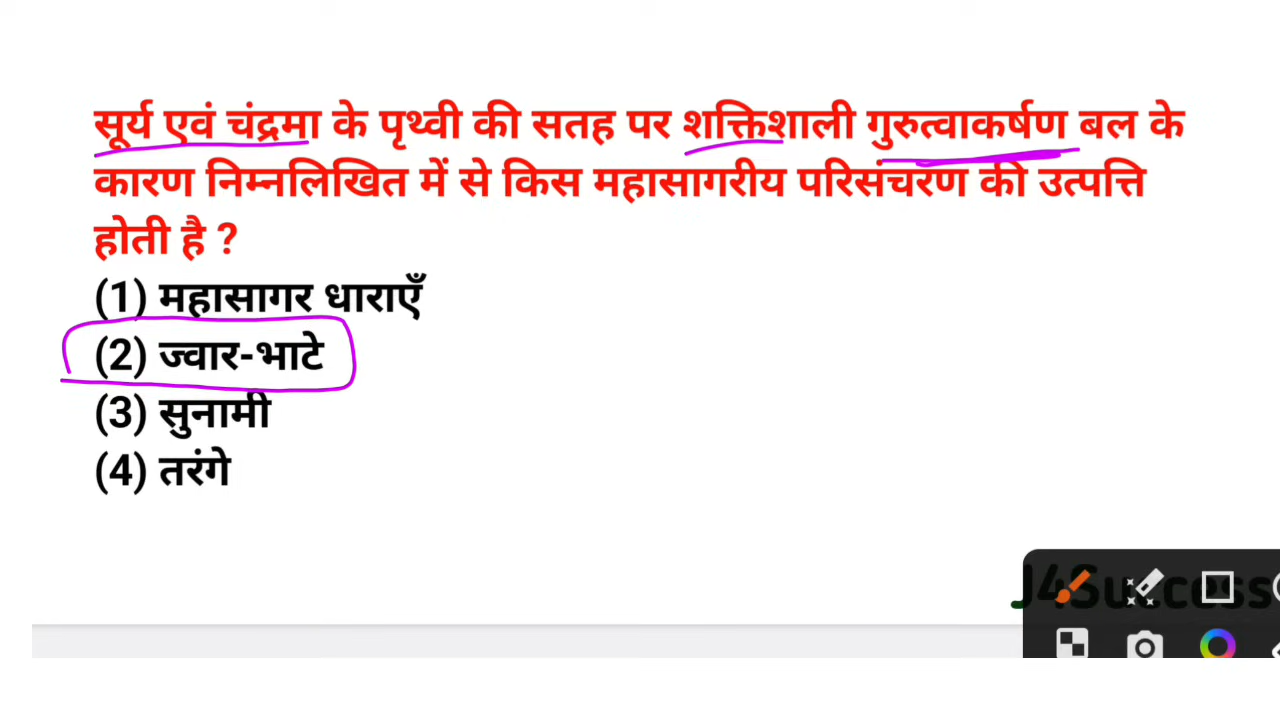 सूर्य एवं चंद्रमा के पृथ्वी की सतह पर शक्तिशाली गुरुत्वाकर्षण बल के
कारण निम्नलिखित में से किस महासागरीय परिसंचरण की उत्पत्ति
होती है ?
(1) महासागर धाराएँ
(2) ज्वार-भाटे
(3) सुनामी
(4) तरंगे
J4Success